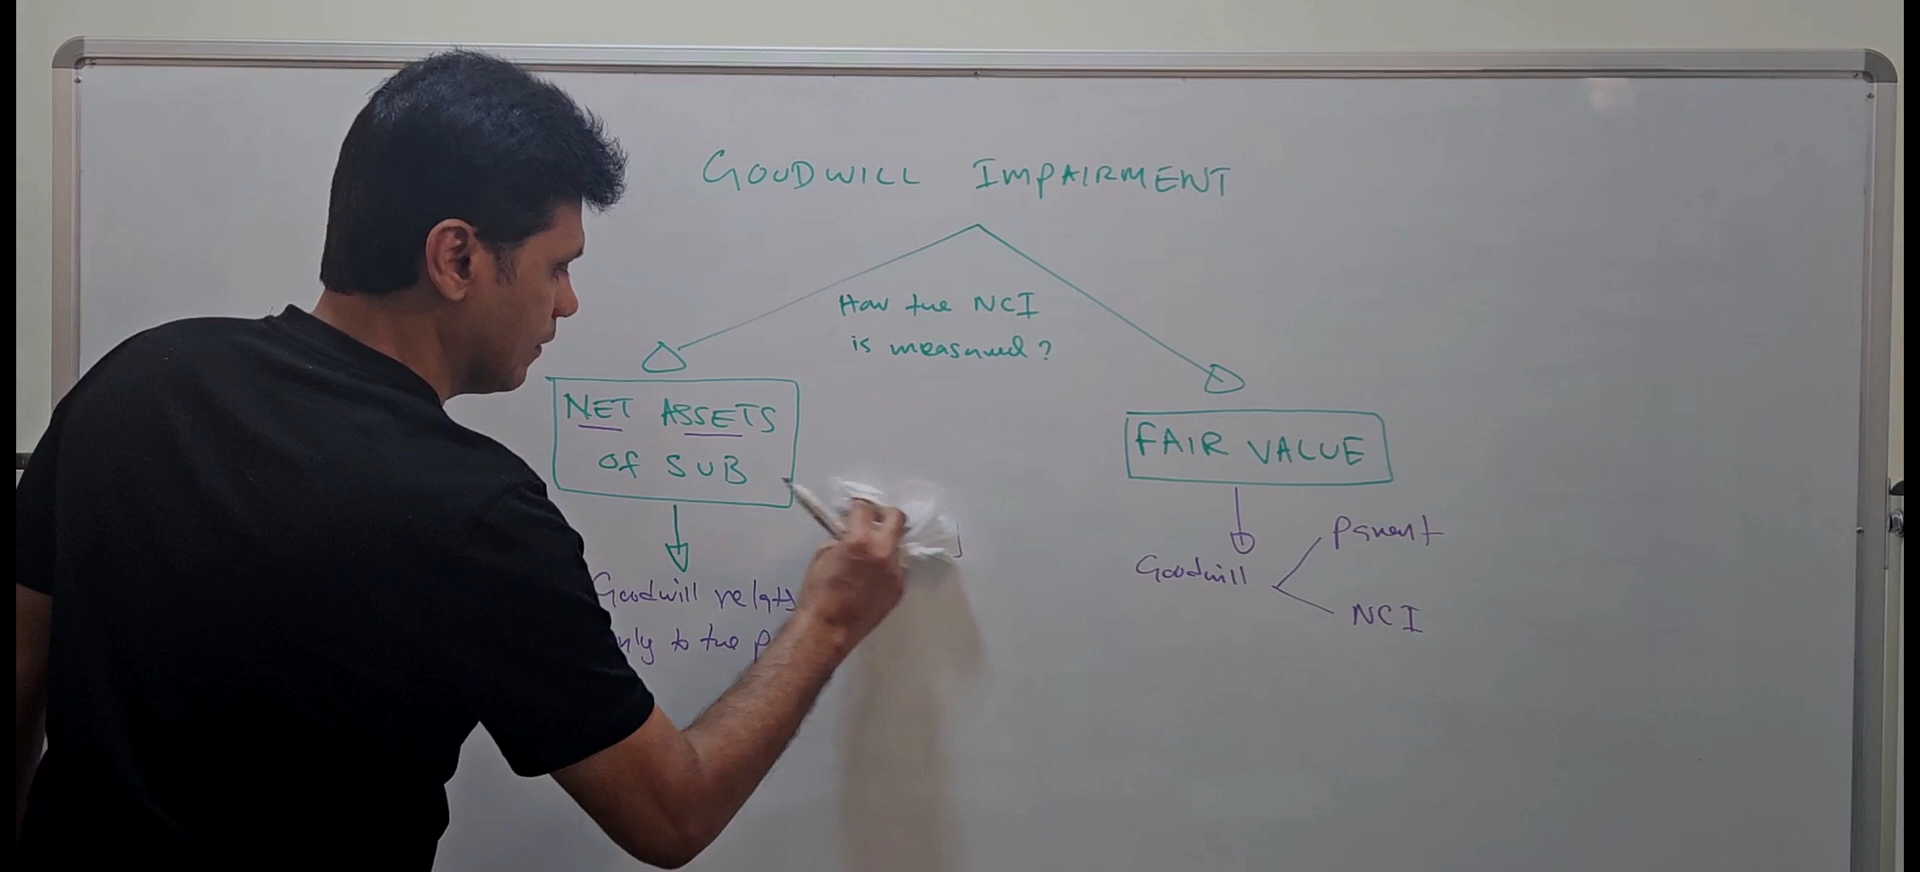 GOODWILL IMPAIRMENT
How the NCI
is measured?
NET ASSETS
of SUB
FAIR VALUE
Goodwill
only to the
Goodwill
Parent
NCI